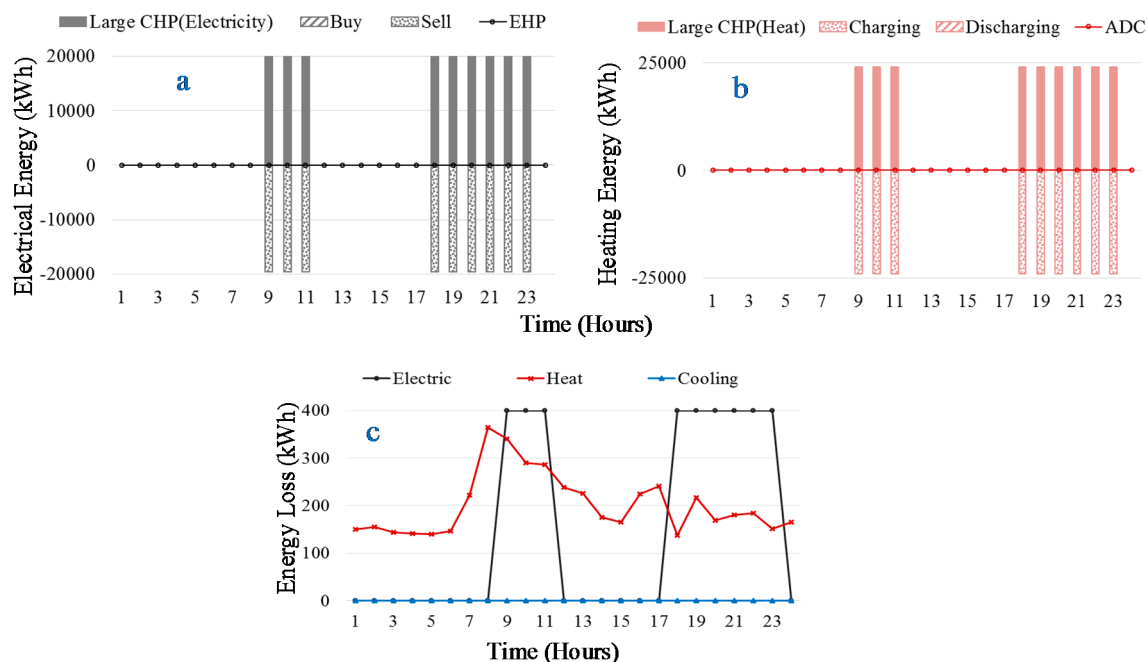 Large CHP(Electricity) Buy Sell EHP
a
Electrical Energy (kWh)
20000
10000
0
-10000
-20000
1 3 5 7 9 11 13 15 17 19 21 23
Time (Hours)
Large CHP(Heat) Charging Discharging ADC
b
Heating Energy (kWh)
25000
0
-25000
1 3 5 7 9 11 13 15 17 19 21 23
Time (Hours)
Electric Heat Cooling
c
Energy Loss (kWh)
400
300
200
100
0
1 3 5 7 9 11 13 15 17 19 21 23
Time (Hours)